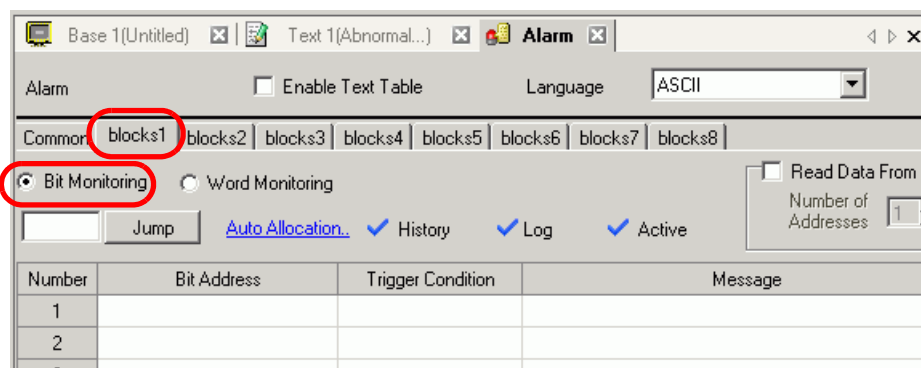 Base 1(Untitled) Text 1(Abnormal...) Alarm
Alarm Enable Text Table Language ASCII
Common blocks1 blocks2 blocks3 blocks4 blocks5 blocks6 blocks7 blocks8
Bit Monitoring Word Monitoring Read Data From
Number of
Addresses 1
Jump Auto Allocation.. History Log Active
Number Bit Address Trigger Condition Message
1
2